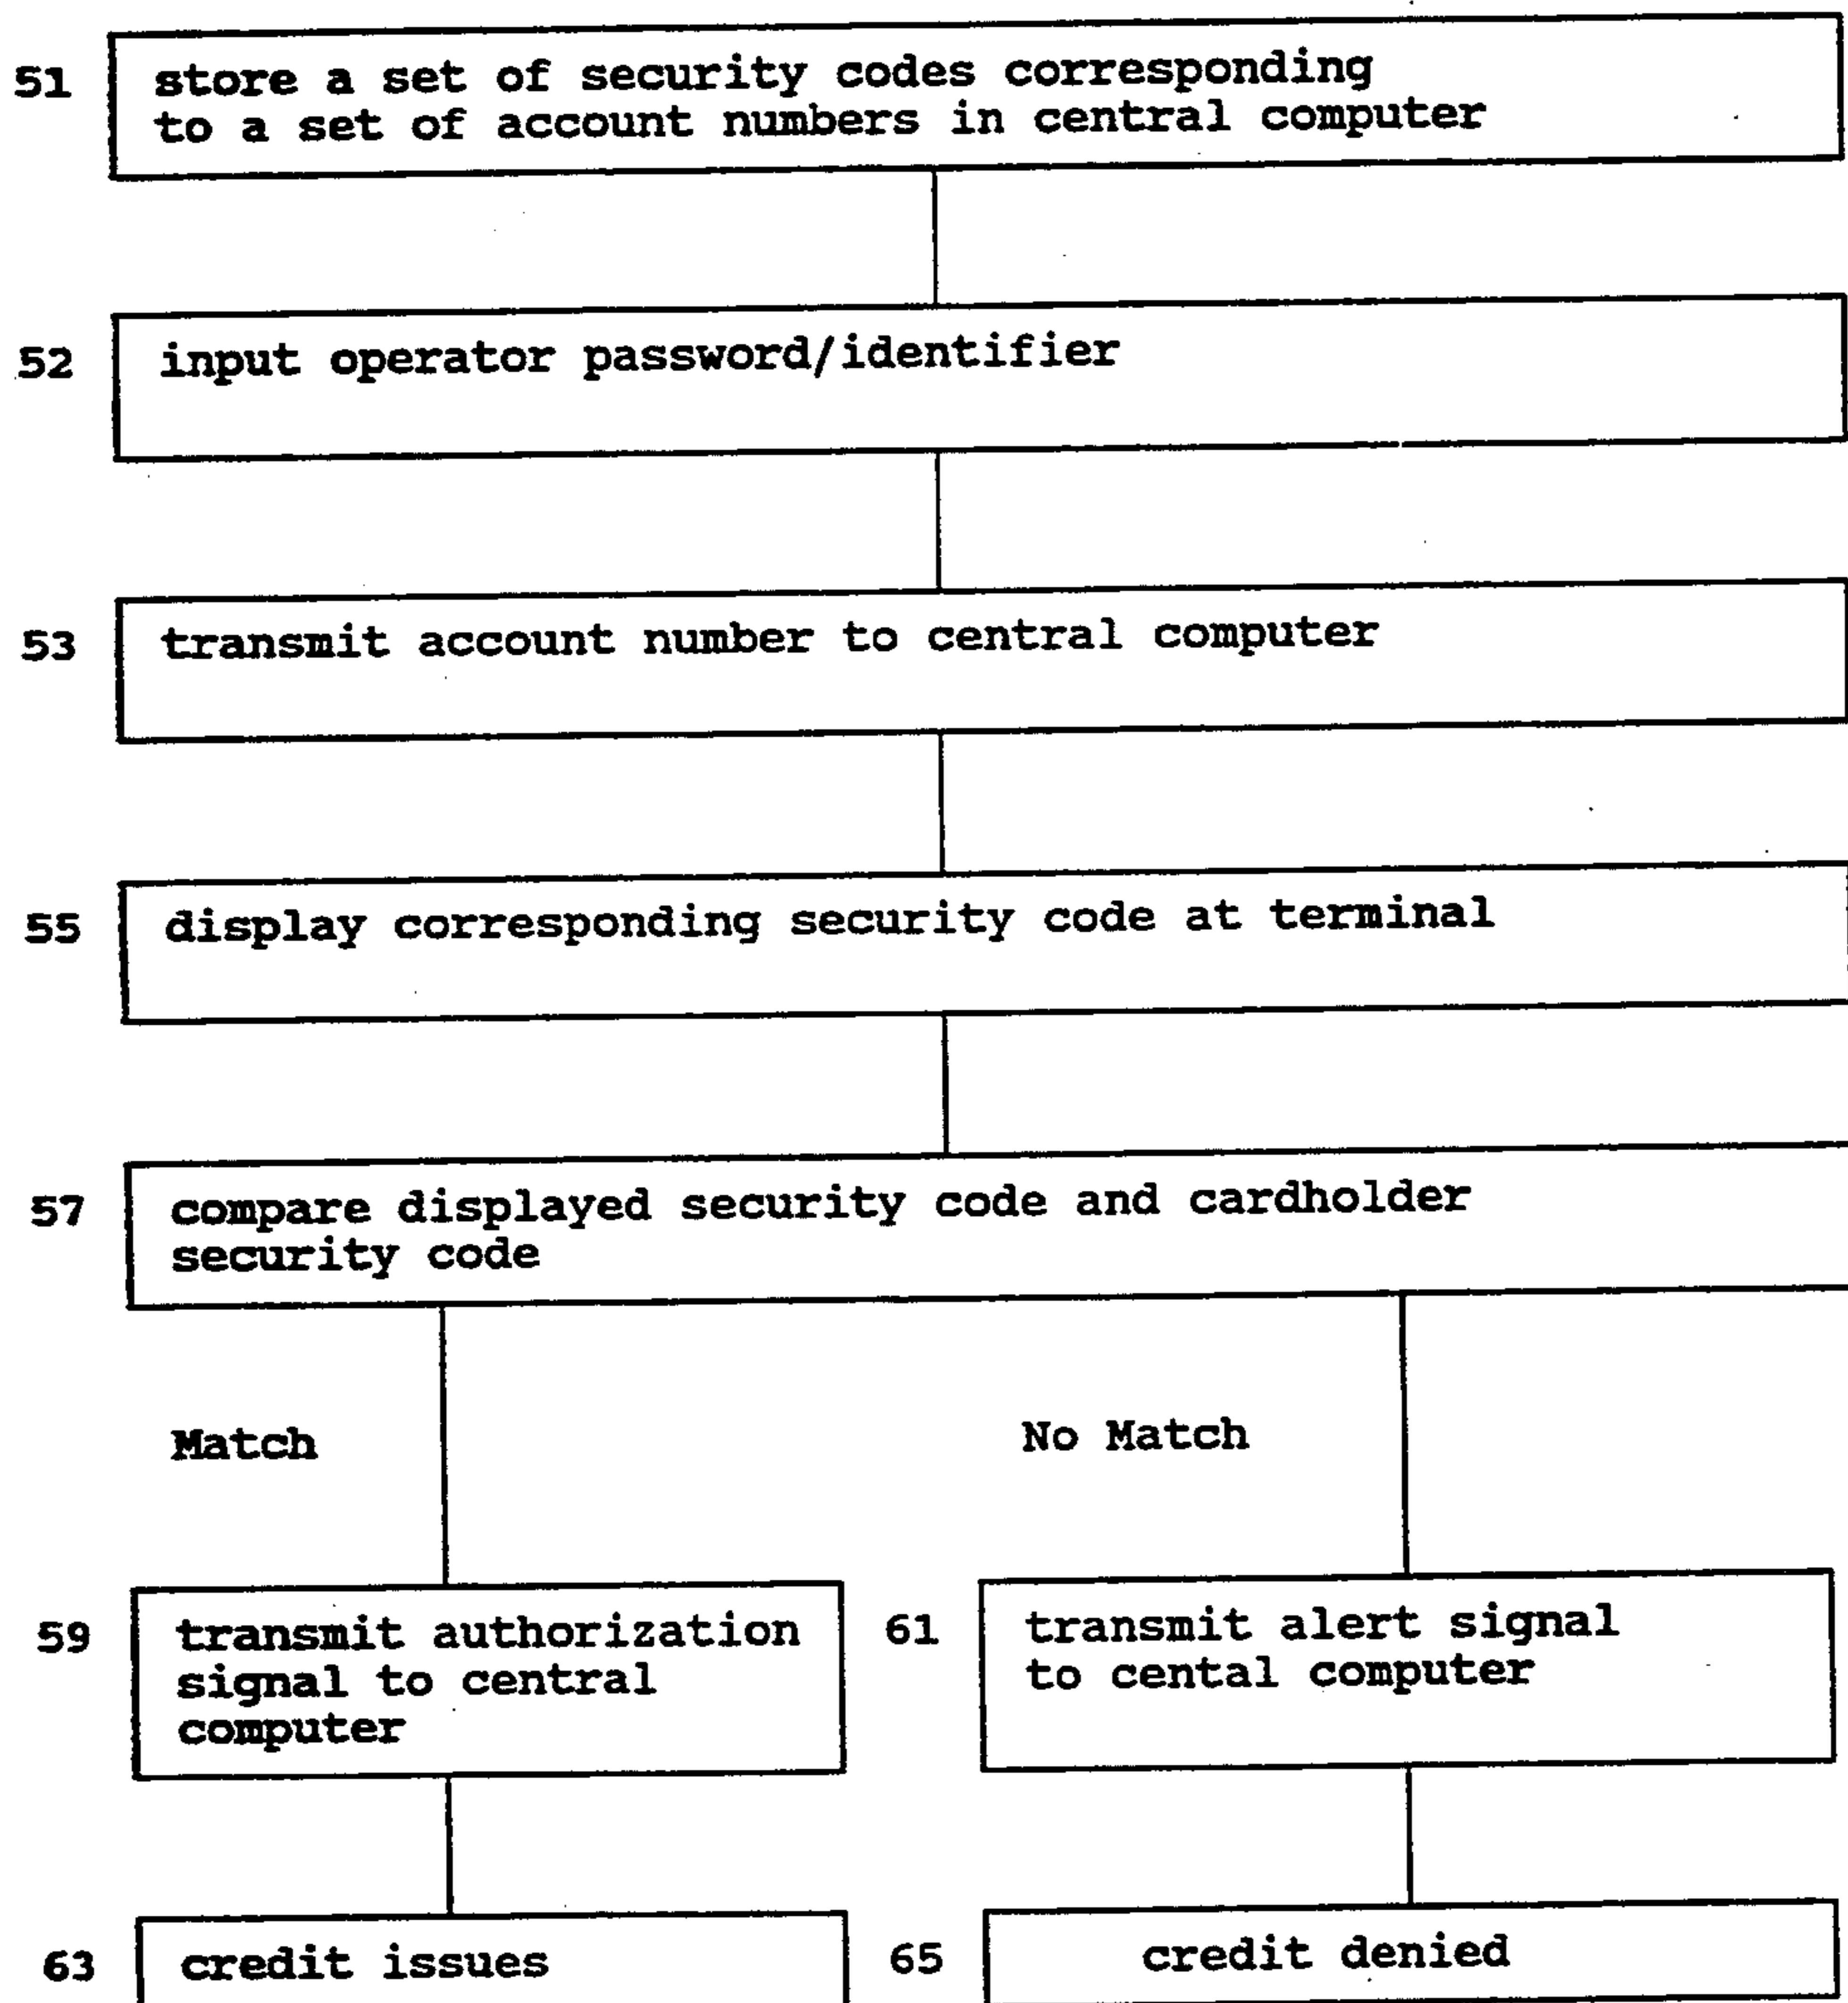 51 store a set of security codes corresponding
to a set of account numbers in central computer
52 input operator password/identifier
53 transmit account number to central computer
55 display corresponding security code at terminal
57 compare displayed security code and cardholder
security code
Match
No Match
59 transmit authorization
signal to central
computer
61 transmit alert signal
to cental computer
63 credit issues
65 credit denied